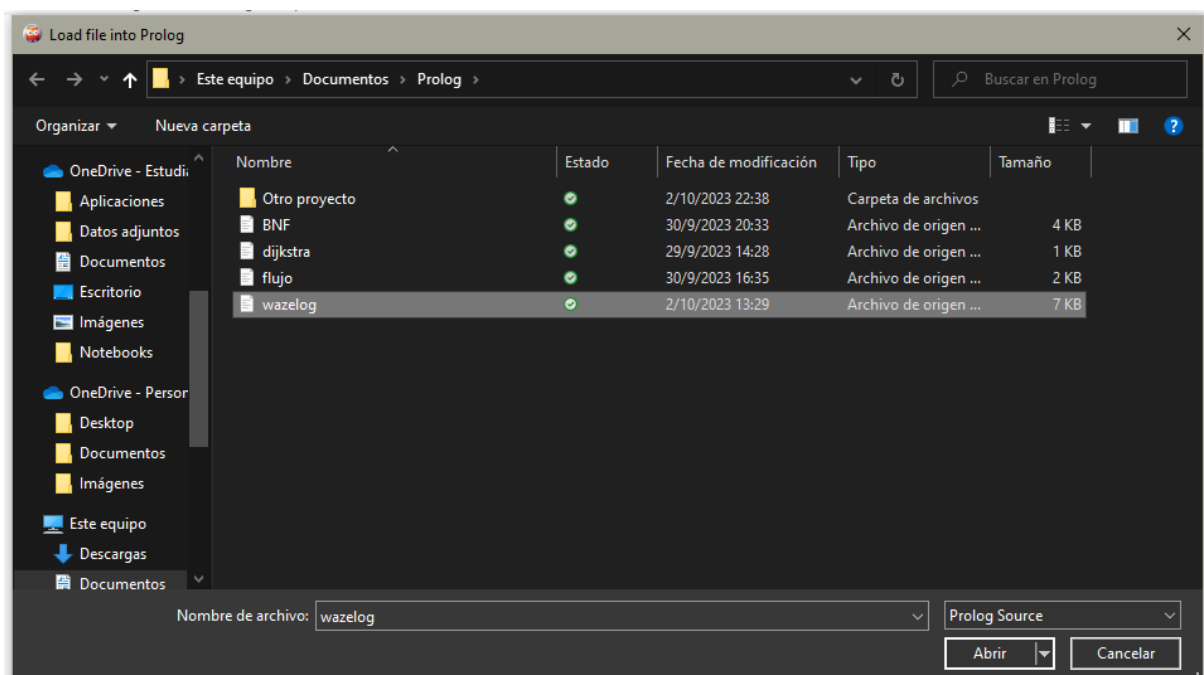 Load file into Prolog
Este equipo > Documentos > Prolog >
Buscar en Prolog
Organizar
Nueva carpeta
Nombre Estado Fecha de modificación Tipo Tamaño
OneDrive - Estudia
Aplicaciones
Datos adjuntos
Documentos
Escritorio
Imágenes
Notebooks
OneDrive - Person
Desktop
Documentos
Imágenes
Este equipo
Descargas
Documentos
Otro proyecto 2/10/2023 22:38 Carpeta de archivos
BNF 30/9/2023 20:33 Archivo de origen ... 4 KB
dijkstra 29/9/2023 14:28 Archivo de origen ... 1 KB
flujo 30/9/2023 16:35 Archivo de origen ... 2 KB
wazelog 2/10/2023 13:29 Archivo de origen ... 7 KB
Nombre de archivo: wazelog
Prolog Source
Abrir
Cancelar